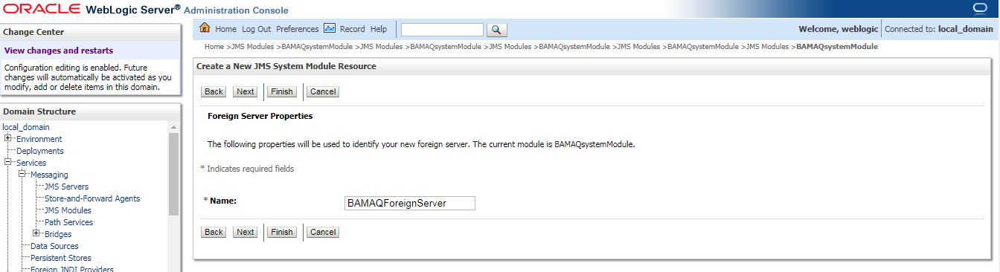 ORACLE WebLogic Server® Administration Console
Change Center
View changes and restarts
Configuration editing is enabled. Future
changes will automatically be activated as you
modify, add or delete items in this domain.
Domain Structure
local_domain
Environment
Deployments
Services
Messaging
JMS Servers
Store-and-Forward Agents
JMS Modules
Path Services
Bridges
Data Sources
Persistent Stores
Foreign JNDI Providers
Home Log Out Preferences Record Help
Welcome, weblogic Connected to: local_domain
Home >JMS Modules >BAMAQsystemModule >JMS Modules >BAMAQsystemModule >JMS Modules >BAMAQsystemModule >JMS Modules >BAMAQsystemModule >JMS Modules >BAMAQsystemModule
Create a New JMS System Module Resource
Back Next Finish Cancel
Foreign Server Properties
The following properties will be used to identify your new foreign server. The current module is BAMAQsystemModule.
* Indicates required fields
* Name: BAMAQForeignServer
Back Next Finish Cancel